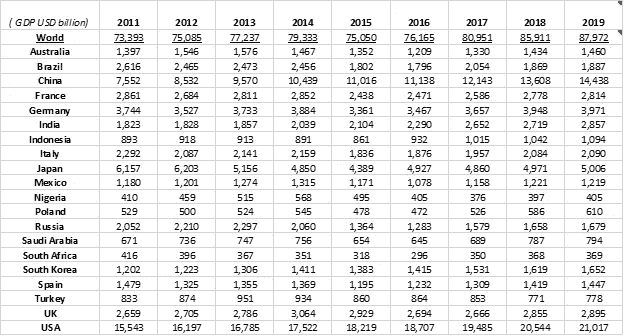 ( GDP USD billion) 2011 2012 2013 2014 2015 2016 2017 2018 2019
World 73,393 75,085 77,237 79,333 75,050 76,165 80,951 85,911 87,972
Australia 1,397 1,546 1,576 1,467 1,352 1,209 1,330 1,434 1,460
Brazil 2,616 2,465 2,473 2,456 1,802 1,796 2,054 1,869 1,887
China 7,552 8,532 9,570 10,439 11,016 11,138 12,143 13,608 14,438
France 2,861 2,684 2,811 2,852 2,438 2,471 2,586 2,778 2,814
Germany 3,744 3,527 3,733 3,884 3,361 3,467 3,657 3,948 3,971
India 1,823 1,828 1,857 2,039 2,104 2,290 2,652 2,719 2,857
Indonesia 893 918 913 891 861 932 1,015 1,042 1,094
Italy 2,292 2,087 2,141 2,159 1,836 1,876 1,957 2,084 2,090
Japan 6,157 6,203 5,156 4,850 4,389 4,927 4,860 4,971 5,006
Mexico 1,180 1,201 1,274 1,315 1,171 1,078 1,158 1,221 1,219
Nigeria 410 459 515 568 495 405 376 397 405
Poland 529 500 524 545 478 472 526 586 610
Russia 2,052 2,210 2,297 2,060 1,364 1,283 1,579 1,658 1,679
Saudi Arabia 671 736 747 756 654 645 689 787 794
South Africa 416 396 367 351 318 296 350 368 369
South Korea 1,202 1,223 1,306 1,411 1,383 1,415 1,531 1,619 1,652
Spain 1,479 1,325 1,355 1,369 1,195 1,232 1,309 1,419 1,447
Turkey 833 874 951 934 860 864 853 771 778
UK 2,659 2,705 2,786 3,064 2,929 2,694 2,666 2,855 2,895
USA 15,543 16,197 16,785 17,522 18,219 18,707 19,485 20,544 21,017